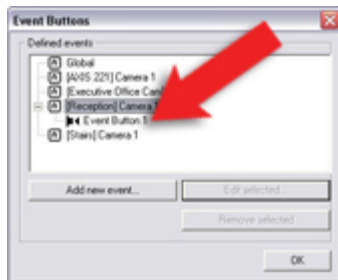 Event Buttons
Defined events
Global
[AXIS 221] Camera 1
[Executive Office Cam
[Reception] Camera 1
Event Button 1
[Stairs] Camera 1
Add new event...
Edit selected...
Remove selected
OK